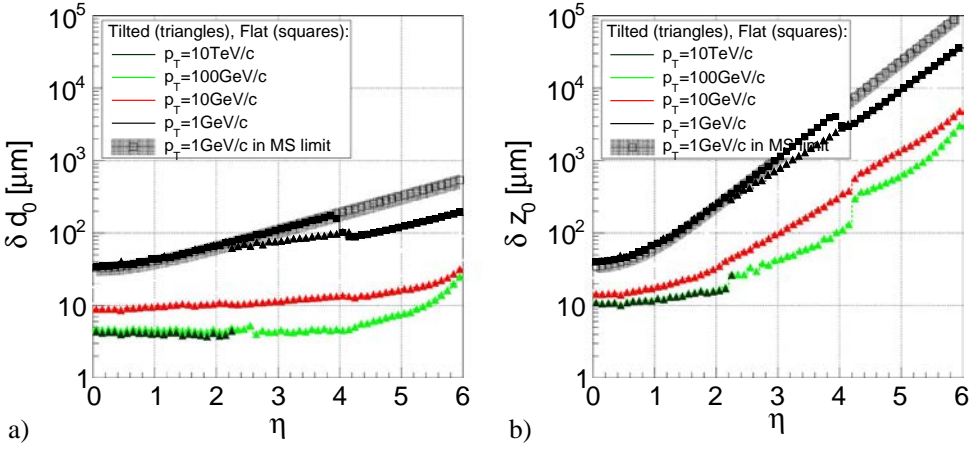 Tilted (triangles), Flat (squares):
p_T=10TeV/c
p_T=100GeV/c
p_T=10GeV/c
p_T=1GeV/c
p_T=1GeV/c in MS limit
δ d_0 [μm]
10^5
10^4
10^3
10^2
10
1
0 1 2 3 4 5 6
η
a)
Tilted (triangles), Flat (squares):
p_T=10TeV/c
p_T=100GeV/c
p_T=10GeV/c
p_T=1GeV/c
p_T=1GeV/c in MS limit
δ z_0 [μm]
10^5
10^4
10^3
10^2
10
1
0 1 2 3 4 5 6
η
b)